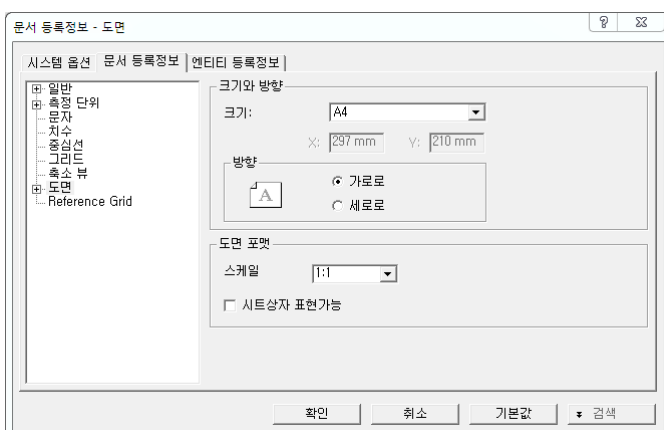 문서 등록정보 - 도면
시스템 옵션 문서 등록정보 엔티티 등록정보
일반
측정 단위
문자
치수
중심선
그리드
축소 뷰
도면
Reference Grid
크기와 방향
크기: A4
X: 297 mm Y: 210 mm
방향
A
가로로
세로로
도면 포맷
스케일 1:1
시트상자 표현가능
확인 취소 기본값 검색